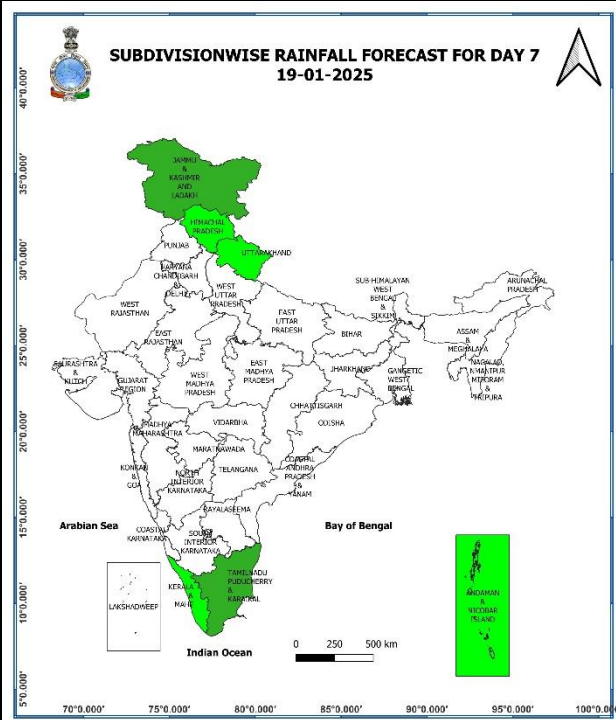 SUBDIVISIONWISE RAINFALL FORECAST FOR DAY 7
19-01-2025
40°0.000'
35°0.000'
30°0.000'
25°0.000'
20°0.000'
15°0.000'
10°0.000'
5°0.000'
JAMMU
&
KASHMIR
AND
LADAKH
HIMACHAL
PRADESH
PUNJAB
UTTARAKHAND
HARYANA
CHANDIGARH
&
DELHI
WEST
UTTAR
PRADESH
SUB-HIMALAYAN
WEST
BENGAL
&
SIKKIM
ARUNACHAL
PRADESH
WEST
RAJASTHAN
EAST
RAJASTHAN
EAST
UTTAR
PRADESH
BIHAR
ASSAM
&
MEGHALAYA
SAURASHTRA
&
KUTCH
GUJARAT
REGION
WEST
MADHYA
PRADESH
EAST
MADHYA
PRADESH
JHARKHAND
GANGETIC
WEST
BENGAL
MIZORAM
&
TRIPURA
CHHATTISGARH
MADHYA
MAHARASHTRA
VIDARBHA
ODISHA
MARATHWADA
KONKAN
&
GOA
NORTH
INTERIOR
KARNATAKA
TELANGANA
COASTAL
ANDHRA
PRADESH
&
YANAM
RAYALASEEMA
Arabian Sea
COASTAL
KARNATAKA
SOUTH
INTERIOR
KARNATAKA
Bay of Bengal
LAKSHADWEEP
KERALA
&
MAHE
TAMILNADU
PUDUCHERRY
&
KARAIKAL
ANDAMAN
&
NICOBAR
ISLAND
Indian Ocean
0 250 500 km
70°0.000' 75°0.000' 80°0.000' 85°0.000' 90°0.000' 95°0.000'